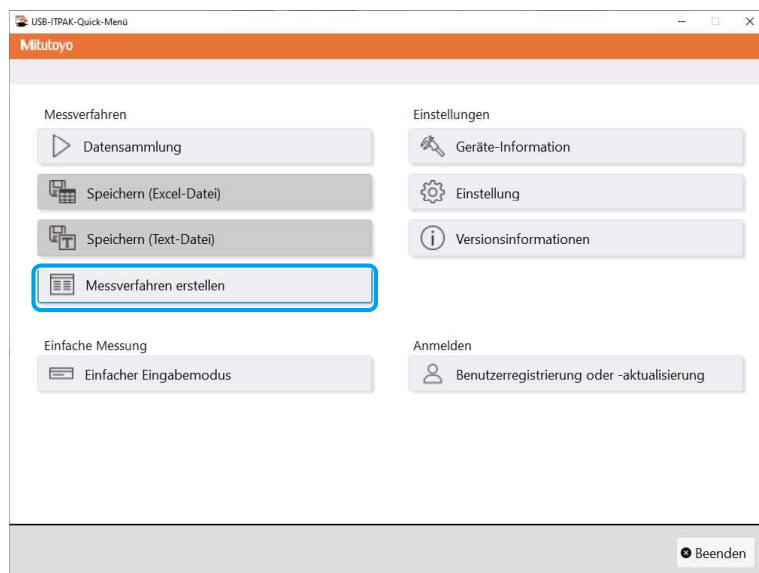 USB-ITPAK-Quick-Menü
Mitutoyo
Messverfahren
Datensammlung
Speichern (Excel-Datei)
Speichern (Text-Datei)
Messverfahren erstellen
Einfache Messung
Einfacher Eingabemodus
Einstellungen
Geräte-Information
Einstellung
Versionsinformationen
Anmelden
Benutzerregistrierung oder -aktualisierung
Beenden